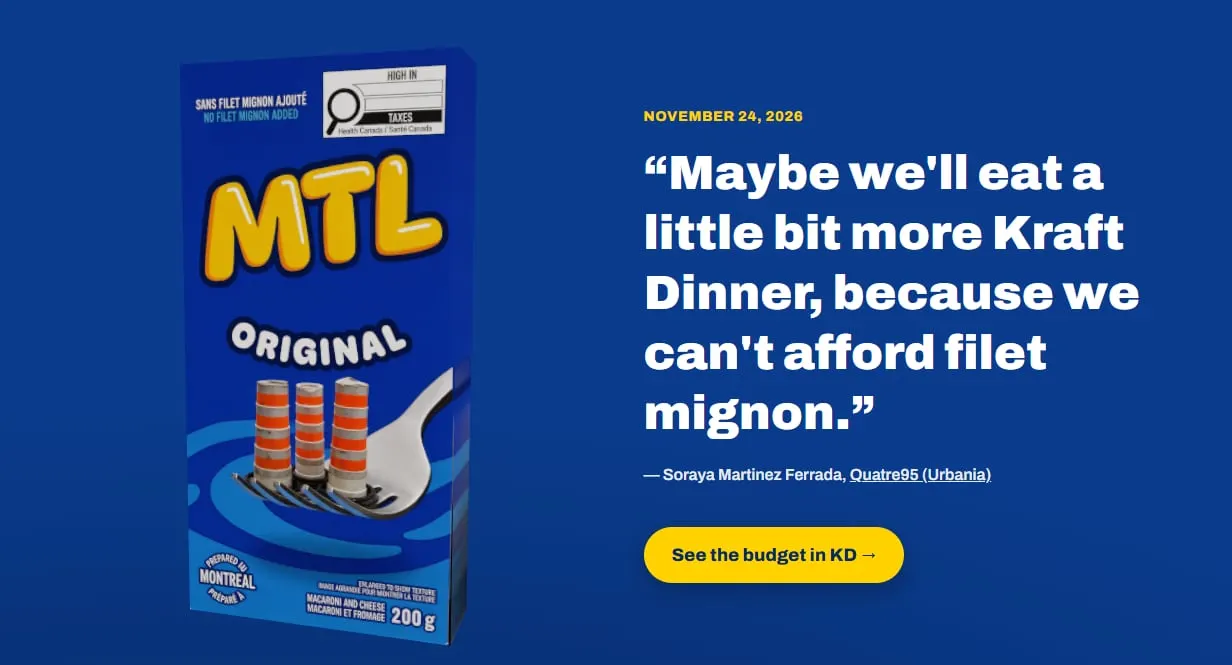 SANS FILET MIGNON AJOUTÉ
NO FILET MIGNON ADDED
HIGH IN
TAXES
Health Canada / Santé Canada
MTL
ORIGINAL
PREPARED IN
MONTREAL
PRÉPARÉ À
ENLARGED TO SHOW TEXTURE
IMAGE AGRANDIE POUR MONTRER LA TEXTURE
MACARONI AND CHEESE
MACARONI ET FROMAGE
200 g
NOVEMBER 24, 2026
“Maybe we'll eat a
little bit more Kraft
Dinner, because we
can't afford filet
mignon.”
— Soraya Martinez Ferrada, Quatre95 (Urbania)
See the budget in KD →